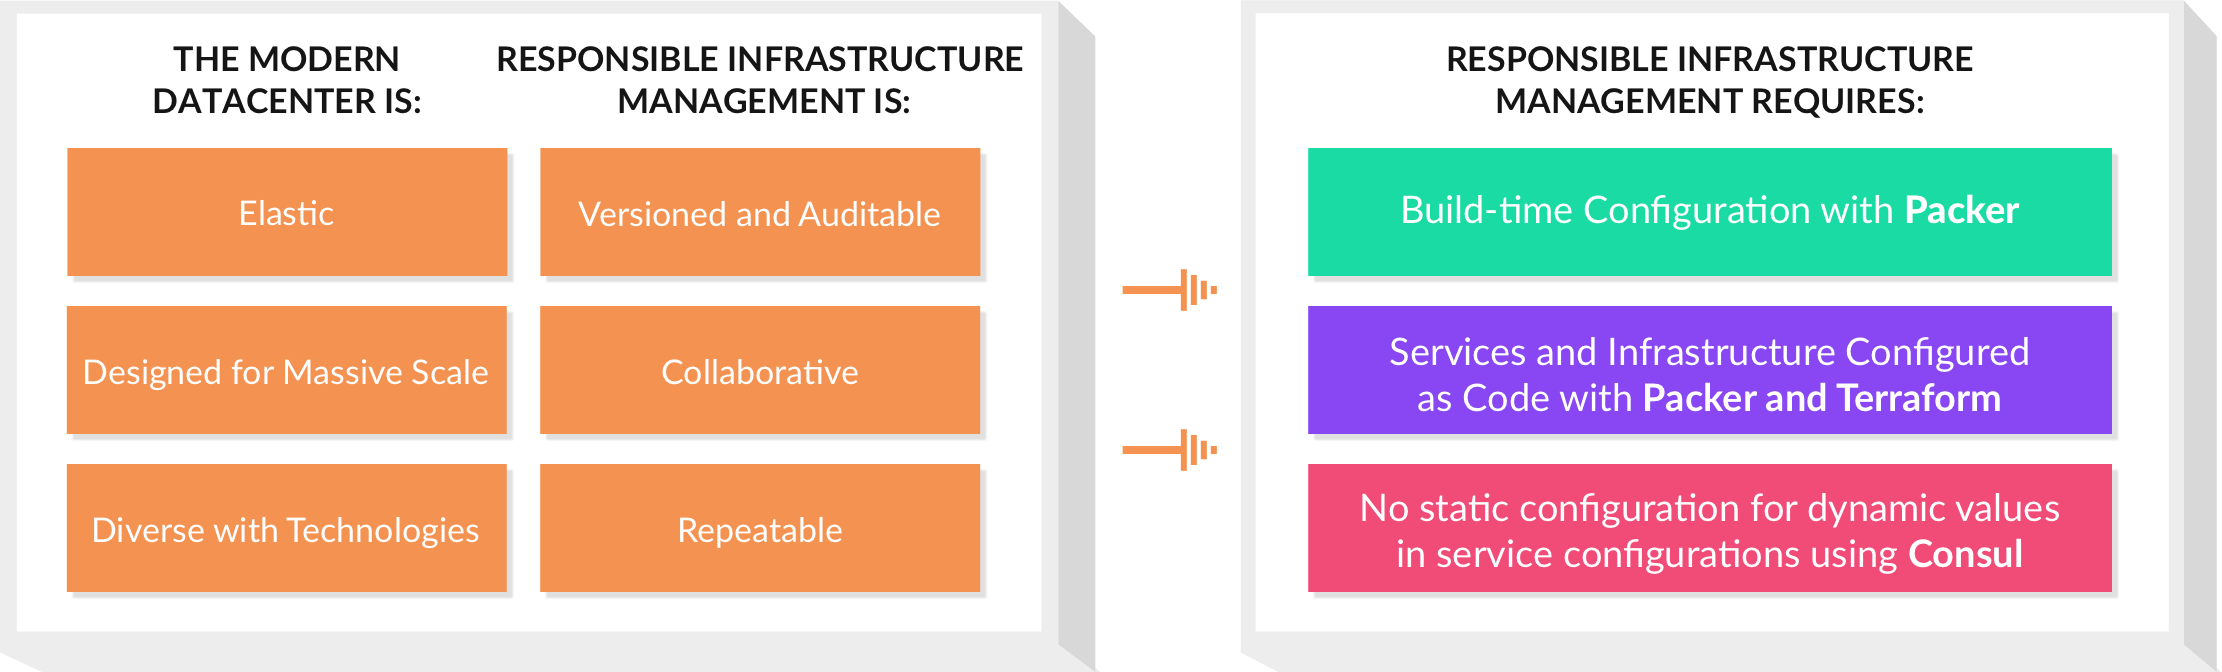 THE MODERN
DATACENTER IS:
Elastic
Designed for Massive Scale
Diverse with Technologies
RESPONSIBLE INFRASTRUCTURE
MANAGEMENT IS:
Versioned and Auditable
Collaborative
Repeatable
RESPONSIBLE INFRASTRUCTURE
MANAGEMENT REQUIRES:
Build-time Configuration with Packer
Services and Infrastructure Configured
as Code with Packer and Terraform
No static configuration for dynamic values
in service configurations using Consul